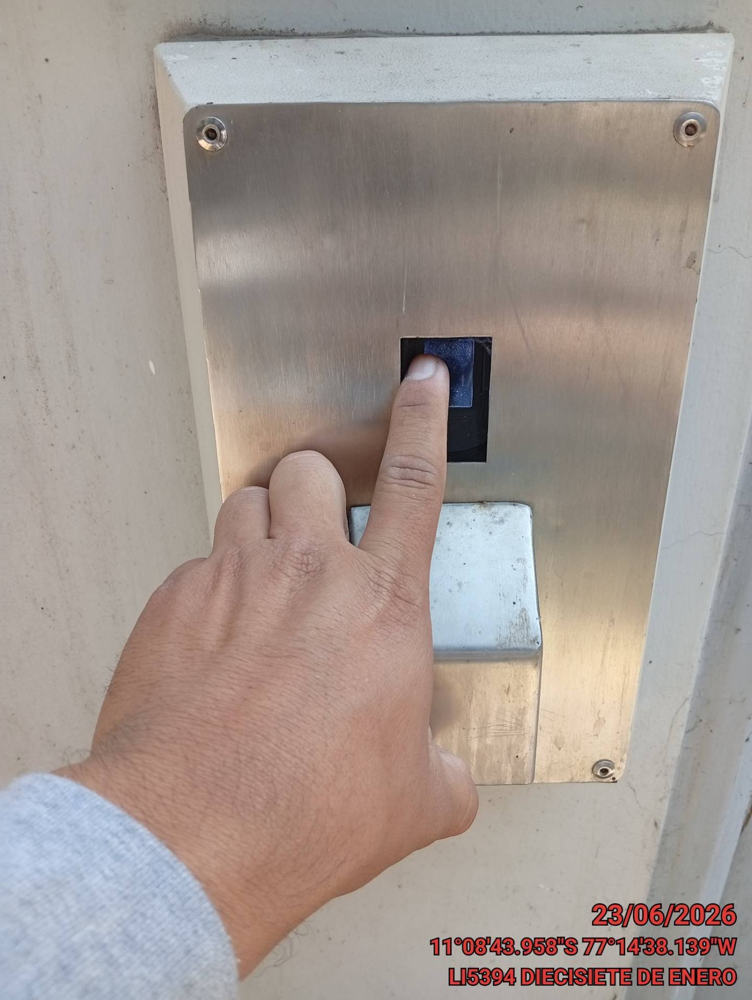 23/06/2026
11°08'43.958"S 77°14'38.139"W
LI5394 DIECISIETE DE ENERO